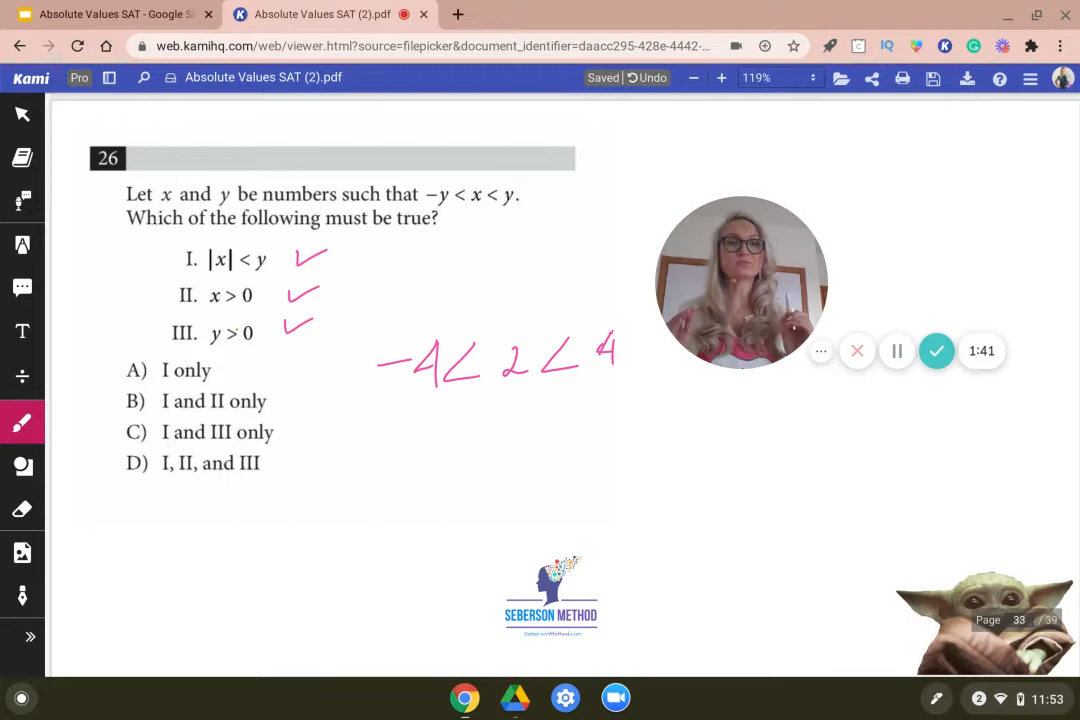 Absolute Values SAT - Google Sl
Absolute Values SAT (2).pdf
web.kamihq.com/web/viewer.html?source=filepicker&document_identifier=daacc295-428e-4442-...
Kami Pro Absolute Values SAT (2).pdf Saved Undo 119%
26
Let x and y be numbers such that −y < x < y.
Which of the following must be true?
I. |x| < y
II. x > 0
III. y > 0
−4 < 2 < 4
1:41
A) I only
B) I and II only
C) I and III only
D) I, II, and III
SEBERSON METHOD
SebersonMethod.com
Page 33 / 39
2 11:53